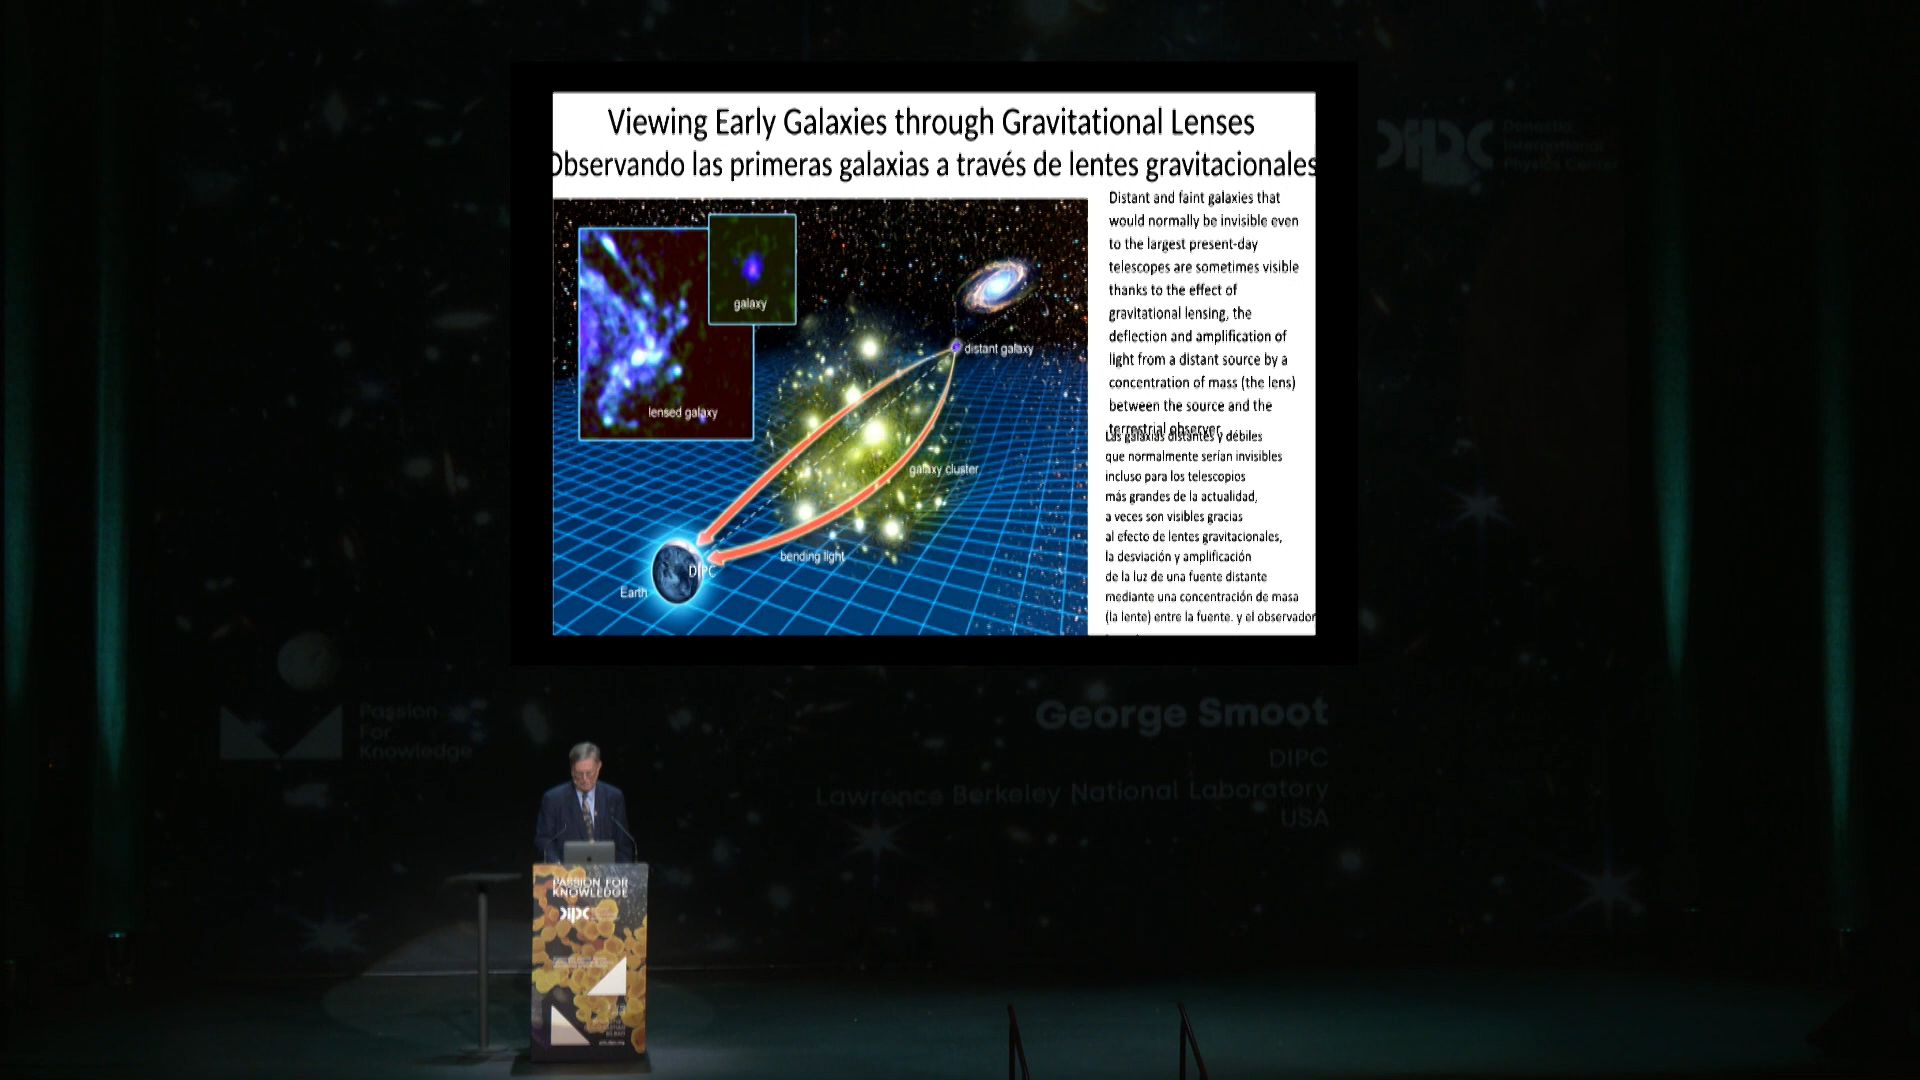 Viewing Early Galaxies through Gravitational Lenses
Observando las primeras galaxias a través de lentes gravitacionales
galaxy
lensed galaxy
distant galaxy
galaxy cluster
bending light
DIPC
Earth
Distant and faint galaxies that
would normally be invisible even
to the largest present-day
telescopes are sometimes visible
thanks to the effect of
gravitational lensing, the
deflection and amplification of
light from a distant source by a
concentration of mass (the lens)
between the source and the
terrestrial observer.
Las galaxias distantes y débiles
que normalmente serían invisibles
incluso para los telescopios
más grandes de la actualidad,
a veces son visibles gracias
al efecto de lentes gravitacionales,
la desviación y amplificación
de la luz de una fuente distante
mediante una concentración de masa
(la lente) entre la fuente. y el observador
DIPC
Donostia
International
Physics Center
Passion
For
Knowledge
George Smoot
DIPC
Lawrence Berkeley National Laboratory
USA
PASSION FOR
KNOWLEDGE
DIPC